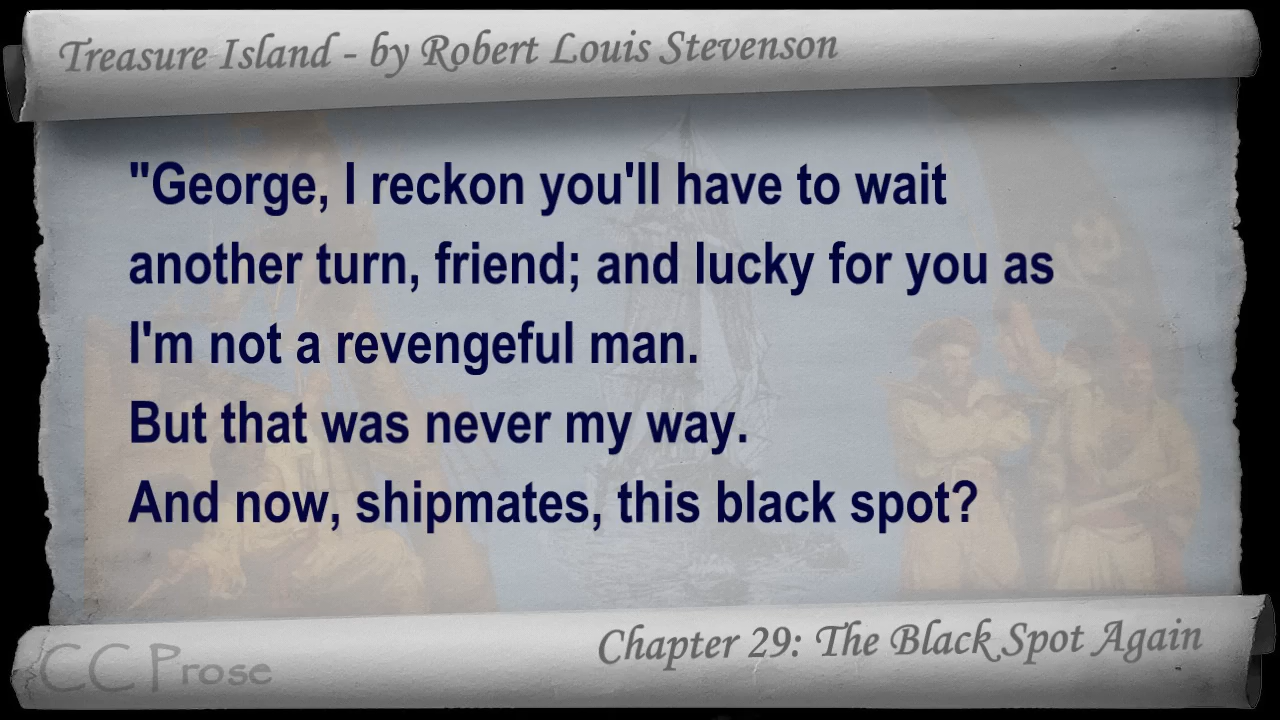 Treasure Island - by Robert Louis Stevenson
"George, I reckon you'll have to wait
another turn, friend; and lucky for you as
I'm not a revengeful man.
But that was never my way.
And now, shipmates, this black spot?
Chapter 29: The Black Spot Again
CC Prose